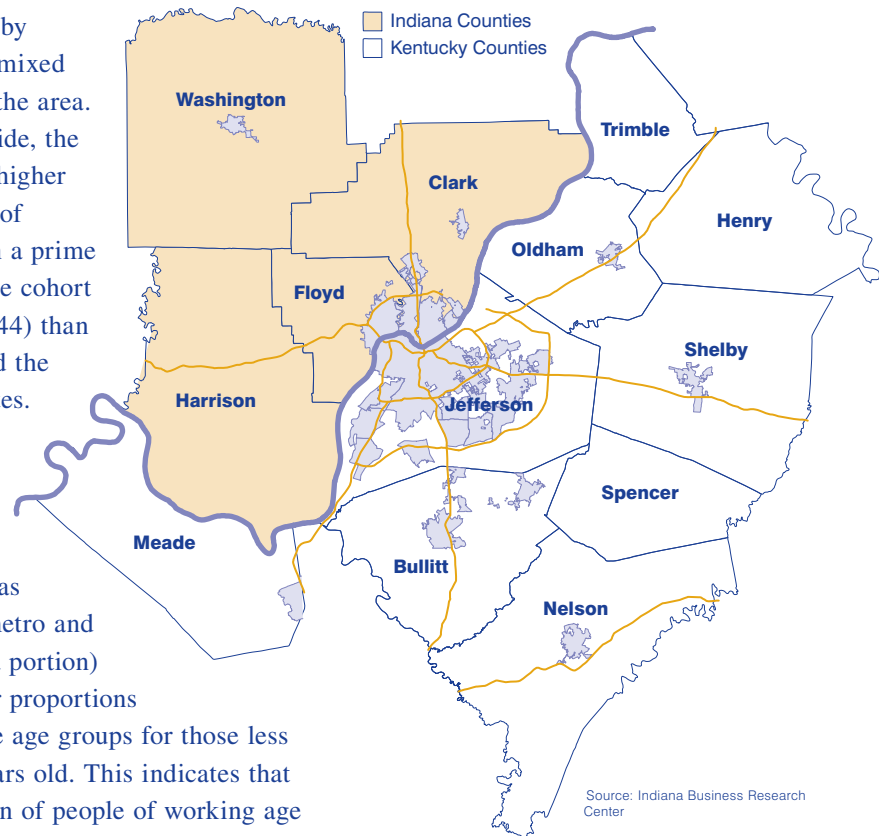 by
mixed
the area.
ide, the
higher
of
a prime
e cohort
44) than
d the
es.
as
netro and
portion)
r proportions
e age groups for those less
ars old. This indicates that
n of people of working age
Indiana Counties
Kentucky Counties
Washington
Trimble
Clark
Henry
Oldham
Floyd
Shelby
Harrison
Jefferson
Spencer
Meade
Bullitt
Nelson
Source: Indiana Business Research
Center